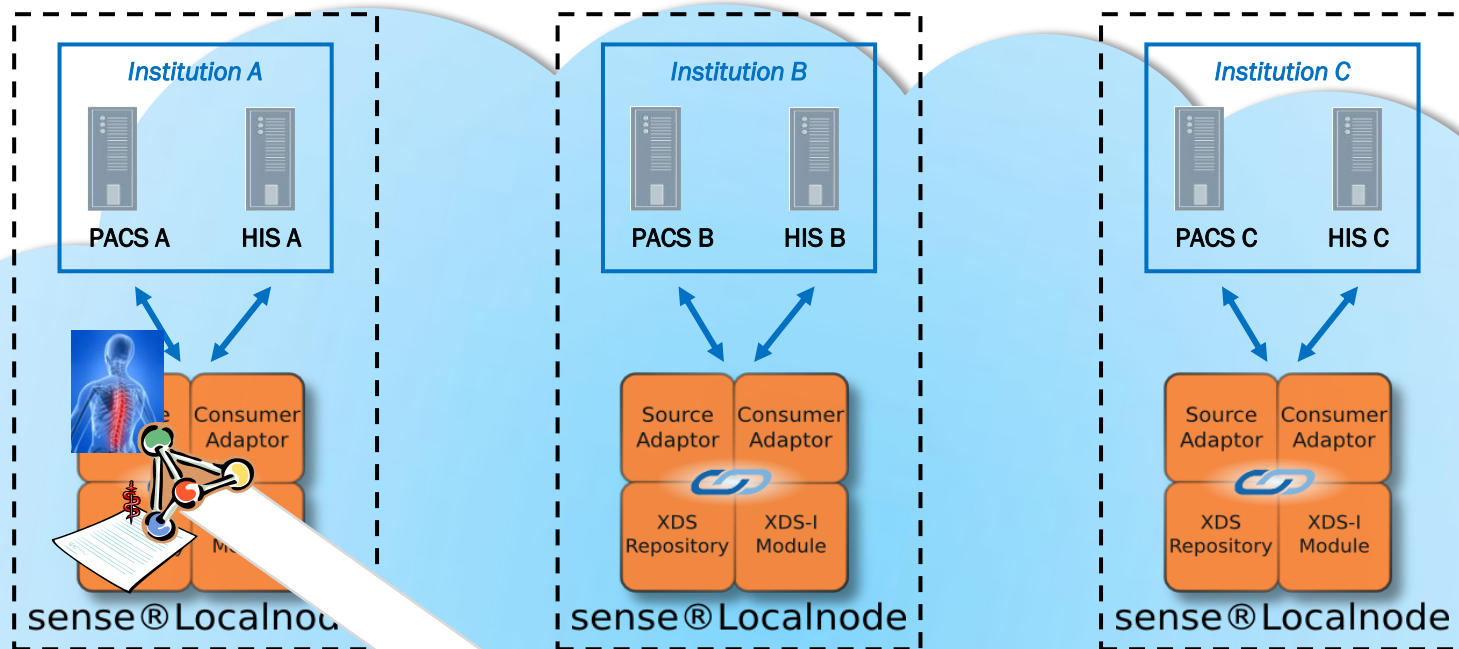 Institution A
PACS A
HIS A
Consumer
Adaptor
sense®Localnod
Institution B
PACS B
HIS B
Source
Adaptor
Consumer
Adaptor
XDS
Repository
XDS-I
Module
sense®Localnode
Institution C
PACS C
HIS C
Source
Adaptor
Consumer
Adaptor
XDS
Repository
XDS-I
Module
sense®Localnode